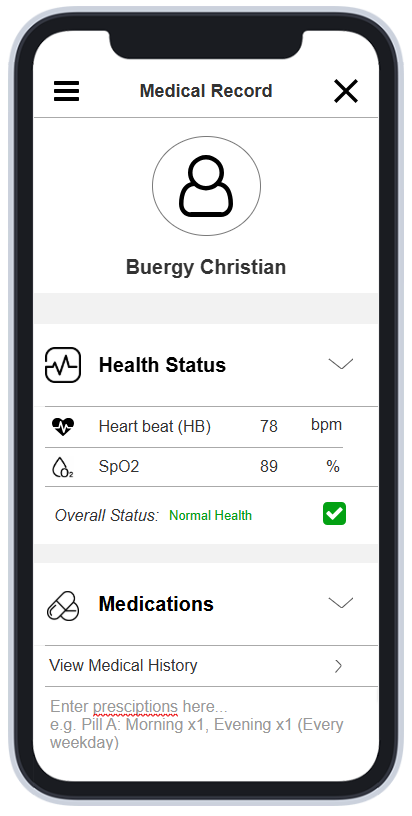 Medical Record
Buergy Christian
Health Status
Heart beat (HB) 78 bpm
O2 SpO2 89 %
Overall Status: Normal Health
Medications
View Medical History
Enter presciptions here...
e.g. Pill A: Morning x1, Evening x1 (Every
weekday)